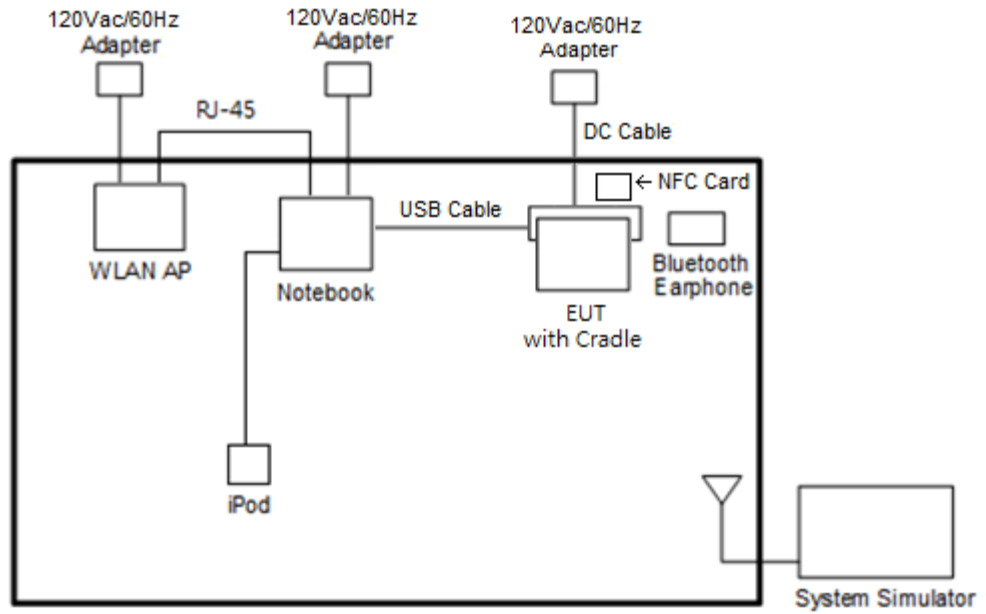 120Vac/60Hz
Adapter
120Vac/60Hz
Adapter
120Vac/60Hz
Adapter
RJ-45
DC Cable
← NFC Card
USB Cable
WLAN AP
Notebook
Bluetooth
Earphone
EUT
with Cradle
iPod
System Simulator